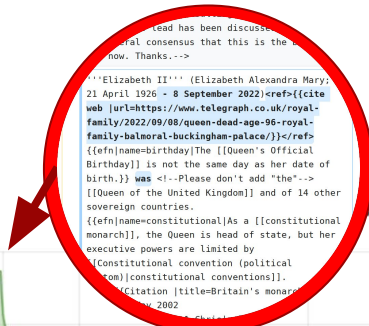 lead has been discusse
eral consensus that this is the
now. Thanks.-->
'''Elizabeth II''' (Elizabeth Alexandra Mary;
21 April 1926 - 8 September 2022)<ref>{{cite
web |url=https://www.telegraph.co.uk/royal-
family/2022/09/08/queen-dead-age-96-royal-
family-balmoral-buckingham-palace/}}</ref>
{{efn|name=birthday|The [[Queen's Official
Birthday]] is not the same day as her date of
birth.}} was <!--Please don't add "the"-->
[[Queen of the United Kingdom]] and of 14 other
sovereign countries.
{{efn|name=constitutional|As a [[constitutional
monarch]], the Queen is head of state, but her
executive powers are limited by
[[Constitutional convention (political
tom)|constitutional conventions]].
{{Citation |title=Britain's monarc
2002